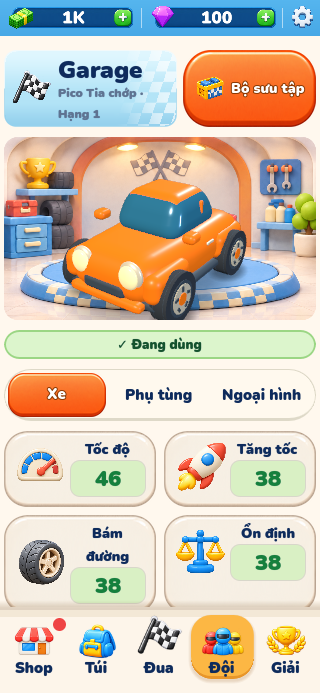 1K
100
Garage
Pico Tia chớp ·
Hạng 1
Bộ sưu tập
✓ Đang dùng
Xe
Phụ tùng
Ngoại hình
Tốc độ
46
Tăng tốc
38
Bám
đường
38
Ổn định
38
Shop
Túi
Đua
Đội
Giải